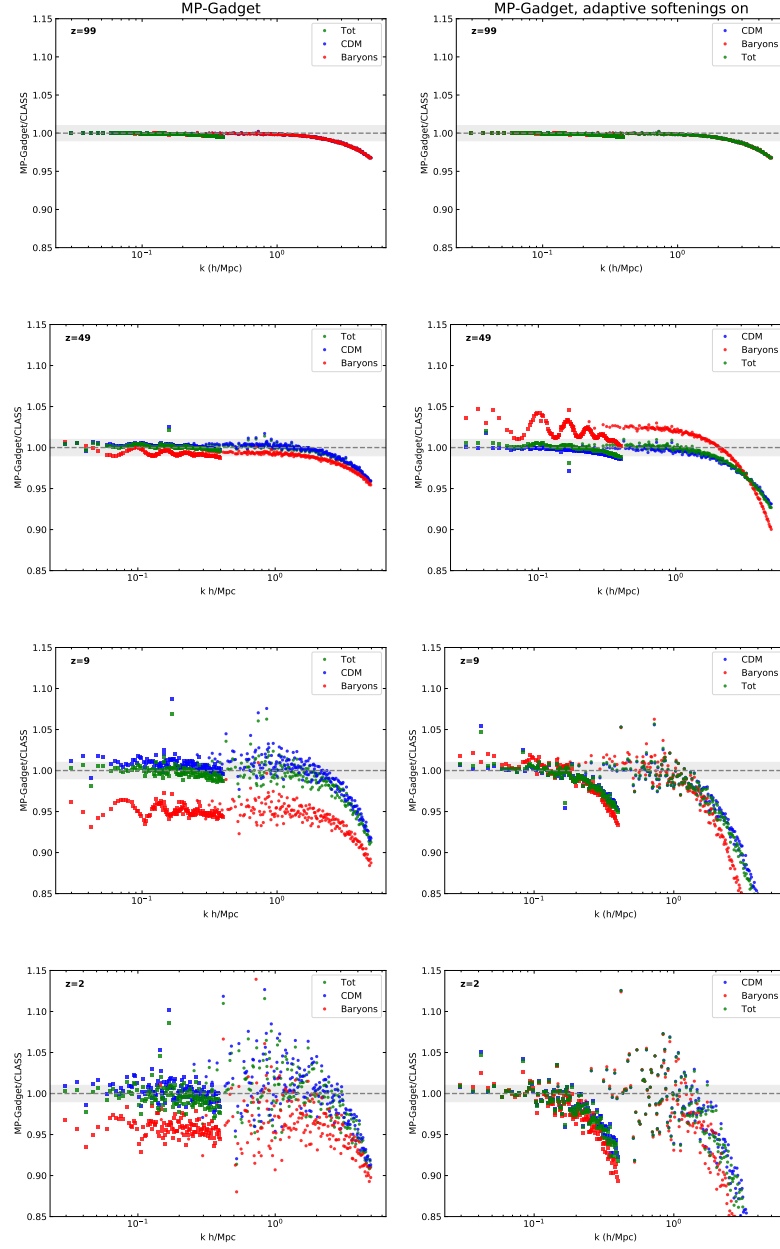 MP-Gadget
MP-Gadget, adaptive softenings on
1.15
1.10
1.05
1.00
0.95
0.90
0.85
MP-Gadget/CLASS
z=99
Tot
CDM
Baryons
10⁻¹
10⁰
k (h/Mpc)
1.15
1.10
1.05
1.00
0.95
0.90
0.85
MP-Gadget/CLASS
z=99
CDM
Baryons
Tot
10⁻¹
10⁰
k (h/Mpc)
1.15
1.10
1.05
1.00
0.95
0.90
0.85
MP-Gadget/CLASS
z=49
Tot
CDM
Baryons
10⁻¹
10⁰
k h/Mpc
1.15
1.10
1.05
1.00
0.95
0.90
0.85
MP-Gadget/CLASS
z=49
CDM
Baryons
Tot
10⁻¹
10⁰
k (h/Mpc)
1.15
1.10
1.05
1.00
0.95
0.90
0.85
MP-Gadget/CLASS
z=9
Tot
CDM
Baryons
10⁻¹
10⁰
k h/Mpc
1.15
1.10
1.05
1.00
0.95
0.90
0.85
MP-Gadget/CLASS
z=9
CDM
Baryons
Tot
10⁻¹
10⁰
k (h/Mpc)
1.15
1.10
1.05
1.00
0.95
0.90
0.85
MP-Gadget/CLASS
z=2
Tot
CDM
Baryons
10⁻¹
10⁰
k h/Mpc
1.15
1.10
1.05
1.00
0.95
0.90
0.85
MP-Gadget/CLASS
z=2
CDM
Baryons
Tot
10⁻¹
10⁰
k (h/Mpc)